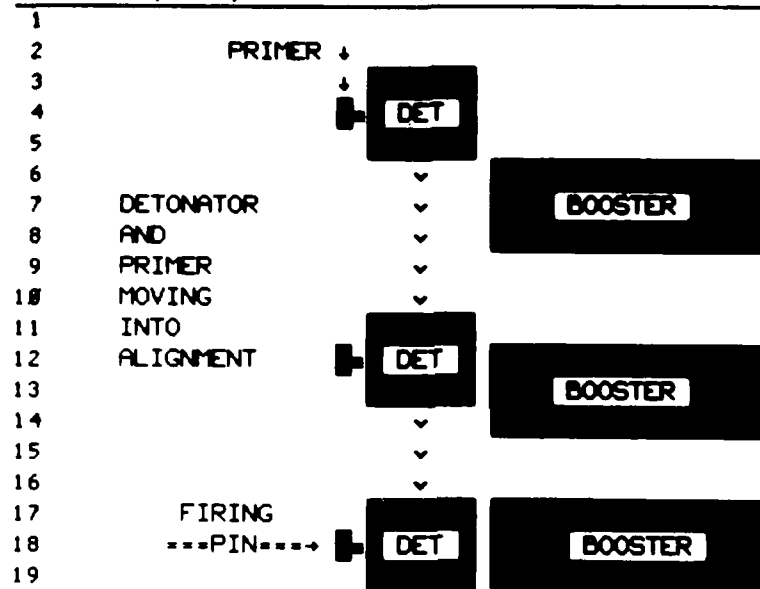 1
2 PRIMER ↓
3 ↓
4 DET
5
6 ⌄
7 DETONATOR ⌄ BOOSTER
8 AND ⌄
9 PRIMER ⌄
10 MOVING ⌄
11 INTO
12 ALIGNMENT DET
13 BOOSTER
14 ⌄
15 ⌄
16 ⌄
17 FIRING
18 ===PIN===→ DET BOOSTER
19